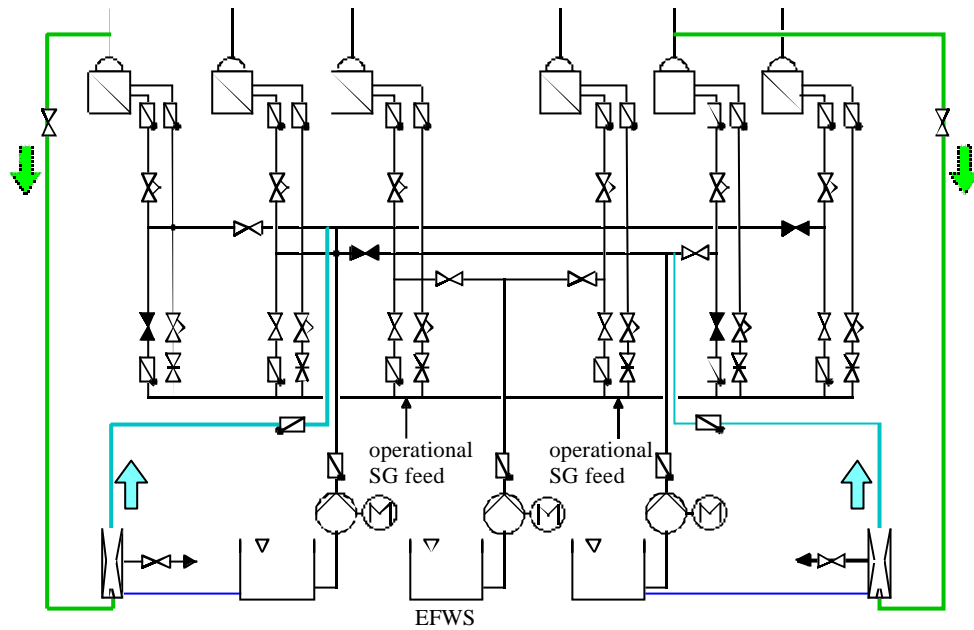 operational
SG feed
operational
SG feed
M
M
M
EFWS